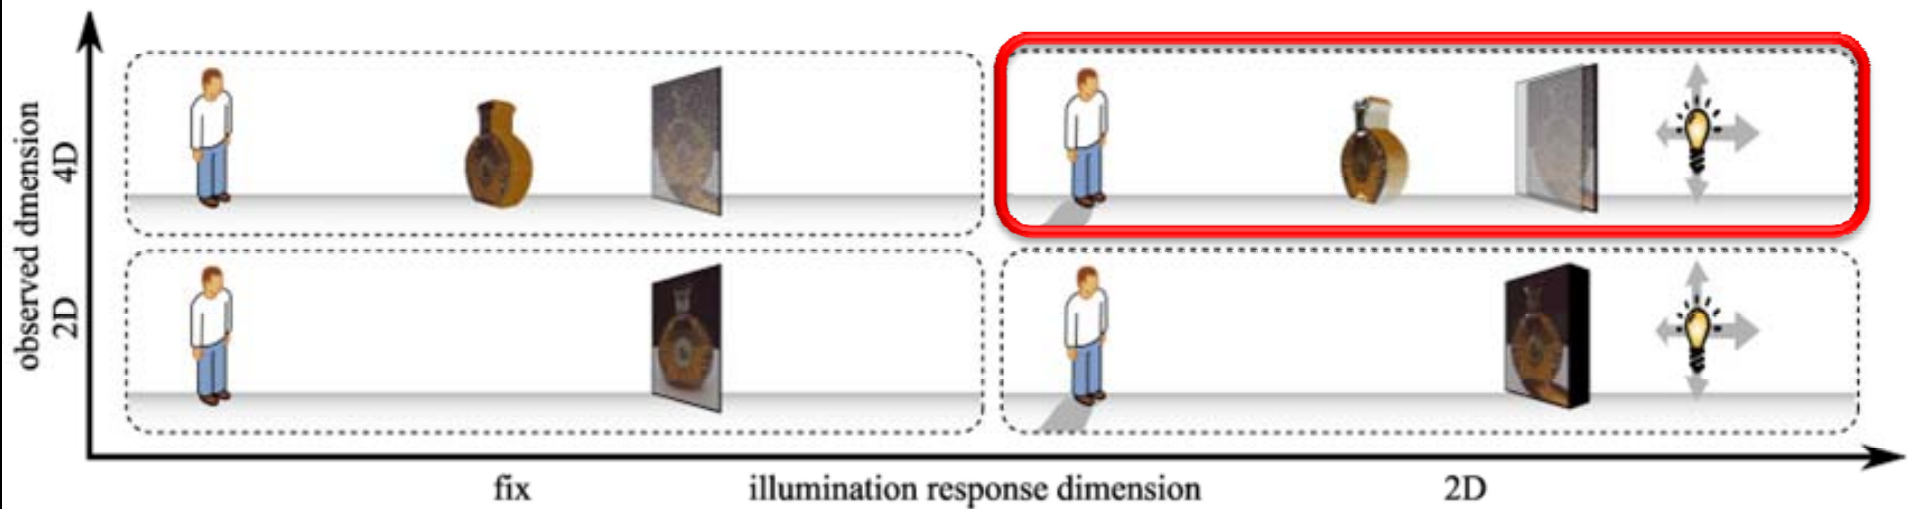 observed dmension
4D
2D
fix
illumination response dimension
2D